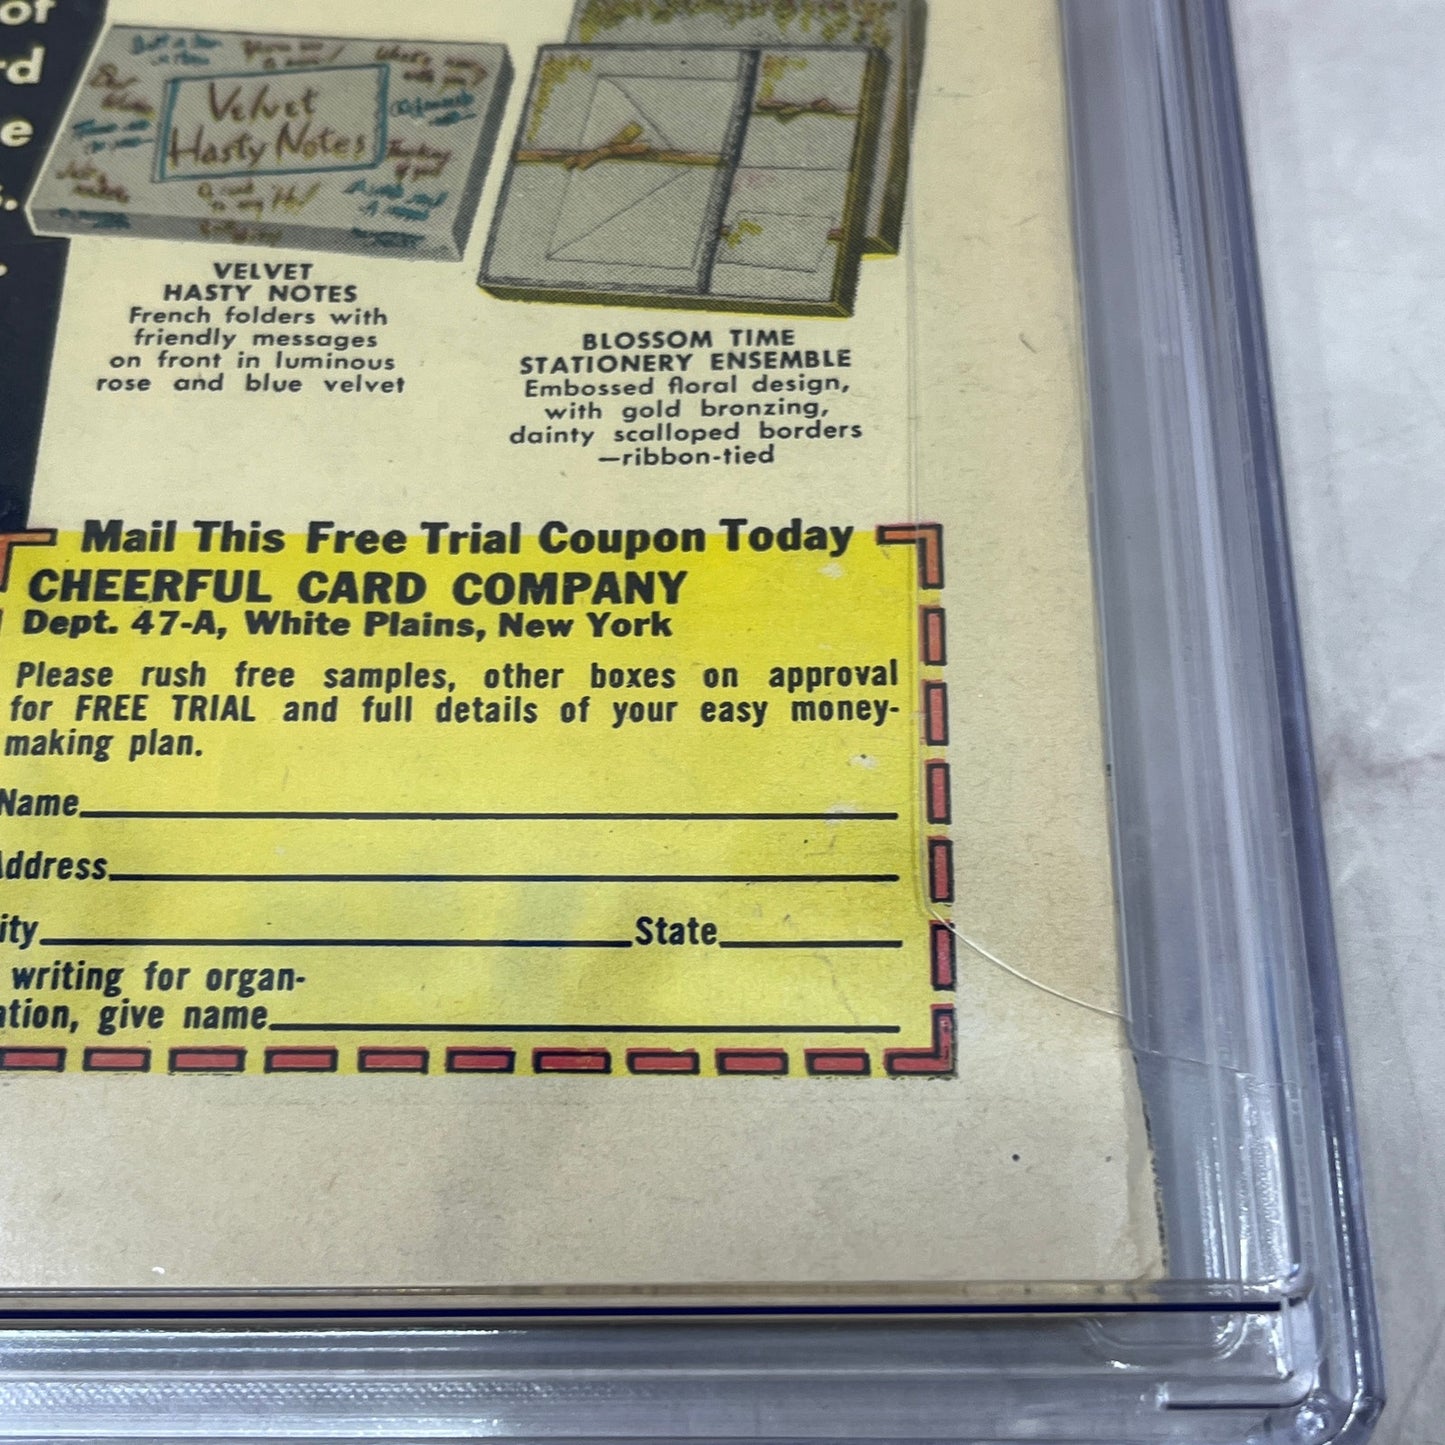 of
rd
e
s.
Velvet
Hasty Notes
VELVET
HASTY NOTES
French folders with
friendly messages
on front in luminous
rose and blue velvet
BLOSSOM TIME
STATIONERY ENSEMBLE
Embossed floral design,
with gold bronzing,
dainty scalloped borders
—ribbon-tied
Mail This Free Trial Coupon Today
CHEERFUL CARD COMPANY
Dept. 47-A, White Plains, New York
Please rush free samples, other boxes on approval
for FREE TRIAL and full details of your easy money-
making plan.
Name
Address
ity State
writing for organ-
ation, give name